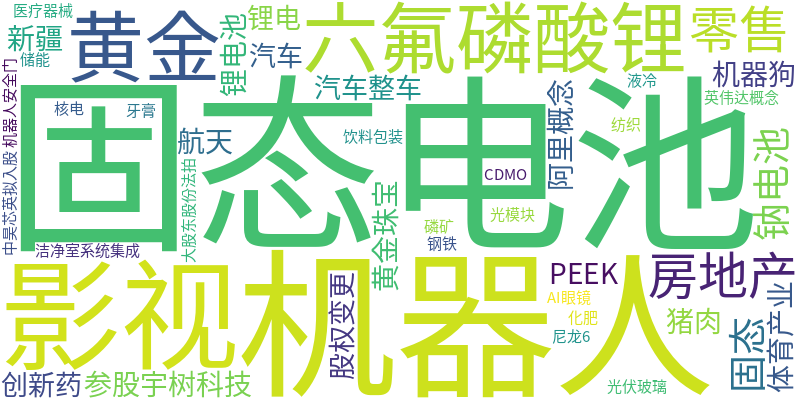 医疗器械
新疆
储能
黄金
锂电池
锂电
汽车
六氟磷酸锂
零售
汽车整车
机器狗
液冷
英伟达概念
机器人安全门
核电
牙膏
航天
饮料包装
阿里概念
纺织
固态电池
钠电池
中昊芯英拟入股
大股东股份法拍
洁净室系统集成
黄金珠宝
CDMO
光模块
磷矿
钢铁
影视
机器人
股权变更
PEEK
房地产
AI眼镜
化肥
尼龙6
猪肉
固态
体育产业
创新药
参股宇树科技
光伏玻璃